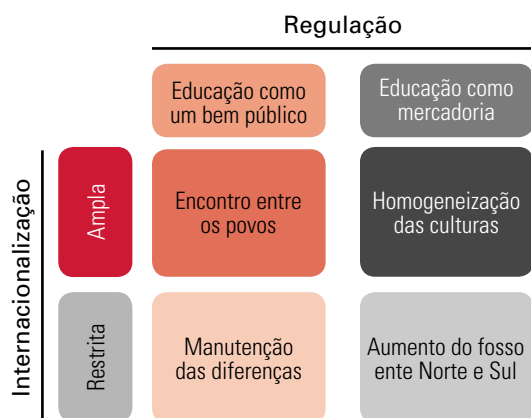 Regulação
Educação como
um bem público
Educação como
mercadoria
Internacionalização
Ampla
Encontro entre
os povos
Homogeneização
das culturas
Restrita
Manutenção
das diferenças
Aumento do fosso
ente Norte e Sul